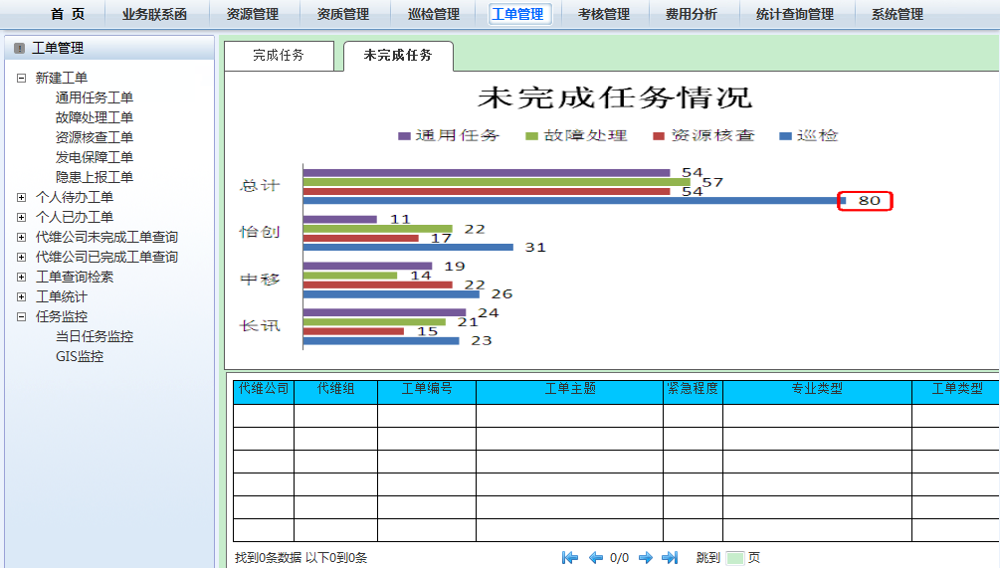 首 页 业务联系函 资源管理 资质管理 巡检管理 工单管理 考核管理 费用分析 统计查询管理 系统管理
工单管理
新建工单
通用任务工单
故障处理工单
资源核查工单
发电保障工单
隐患上报工单
个人待办工单
个人已办工单
代维公司未完成工单查询
代维公司已完成工单查询
工单查询检索
工单统计
任务监控
当日任务监控
GIS监控
完成任务 未完成任务
未完成任务情况
通用任务 故障处理 资源核查 巡检
总计
54
57
54
80
怡创
11
22
17
31
中移
19
14
22
26
长讯
24
21
15
23
代维公司 代维组 工单编号 工单主题 紧急程度 专业类型 工单类型
找到0条数据 以下0到0条 0/0 跳到 页